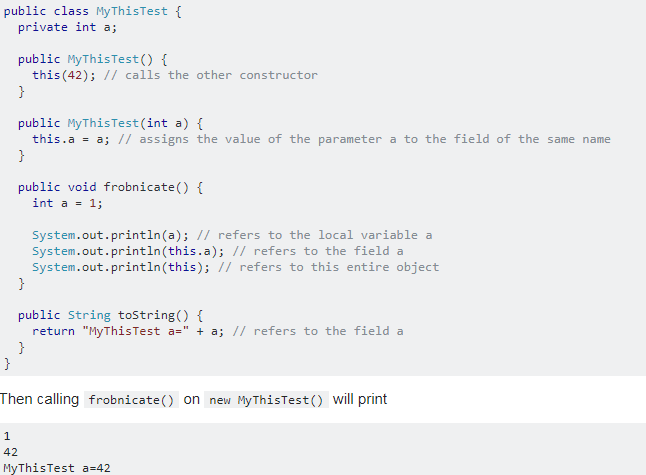 public class MyThisTest {
  private int a;

  public MyThisTest() {
    this(42); // calls the other constructor
  }

  public MyThisTest(int a) {
    this.a = a; // assigns the value of the parameter a to the field of the same name
  }

  public void frobnicate() {
    int a = 1;

    System.out.println(a); // refers to the local variable a
    System.out.println(this.a); // refers to the field a
    System.out.println(this); // refers to this entire object
  }

  public String toString() {
    return "MyThisTest a=" + a; // refers to the field a
  }
}
Then calling frobnicate() on new MyThisTest() will print
1
42
MyThisTest a=42